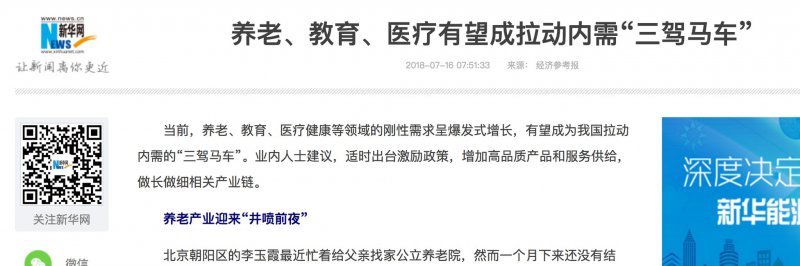 www.news.cn
新华网
NEWS
www.xinhuanet.com
让新闻离你更近
养老、教育、医疗有望成拉动内需“三驾马车”
2018-07-16 07:51:33 来源： 经济参考报
当前，养老、教育、医疗健康等领域的刚性需求呈爆发式增长，有望成为我国拉动
内需的“三驾马车”。业内人士建议，适时出台激励政策，增加高品质产品和服务供给，
做长做细相关产业链。
养老产业迎来“井喷前夜”
北京朝阳区的李玉霞最近忙着给父亲找家公立养老院，然而一个月下来还没有结
NEWS
关注新华网
微信
深度决定
新华能源